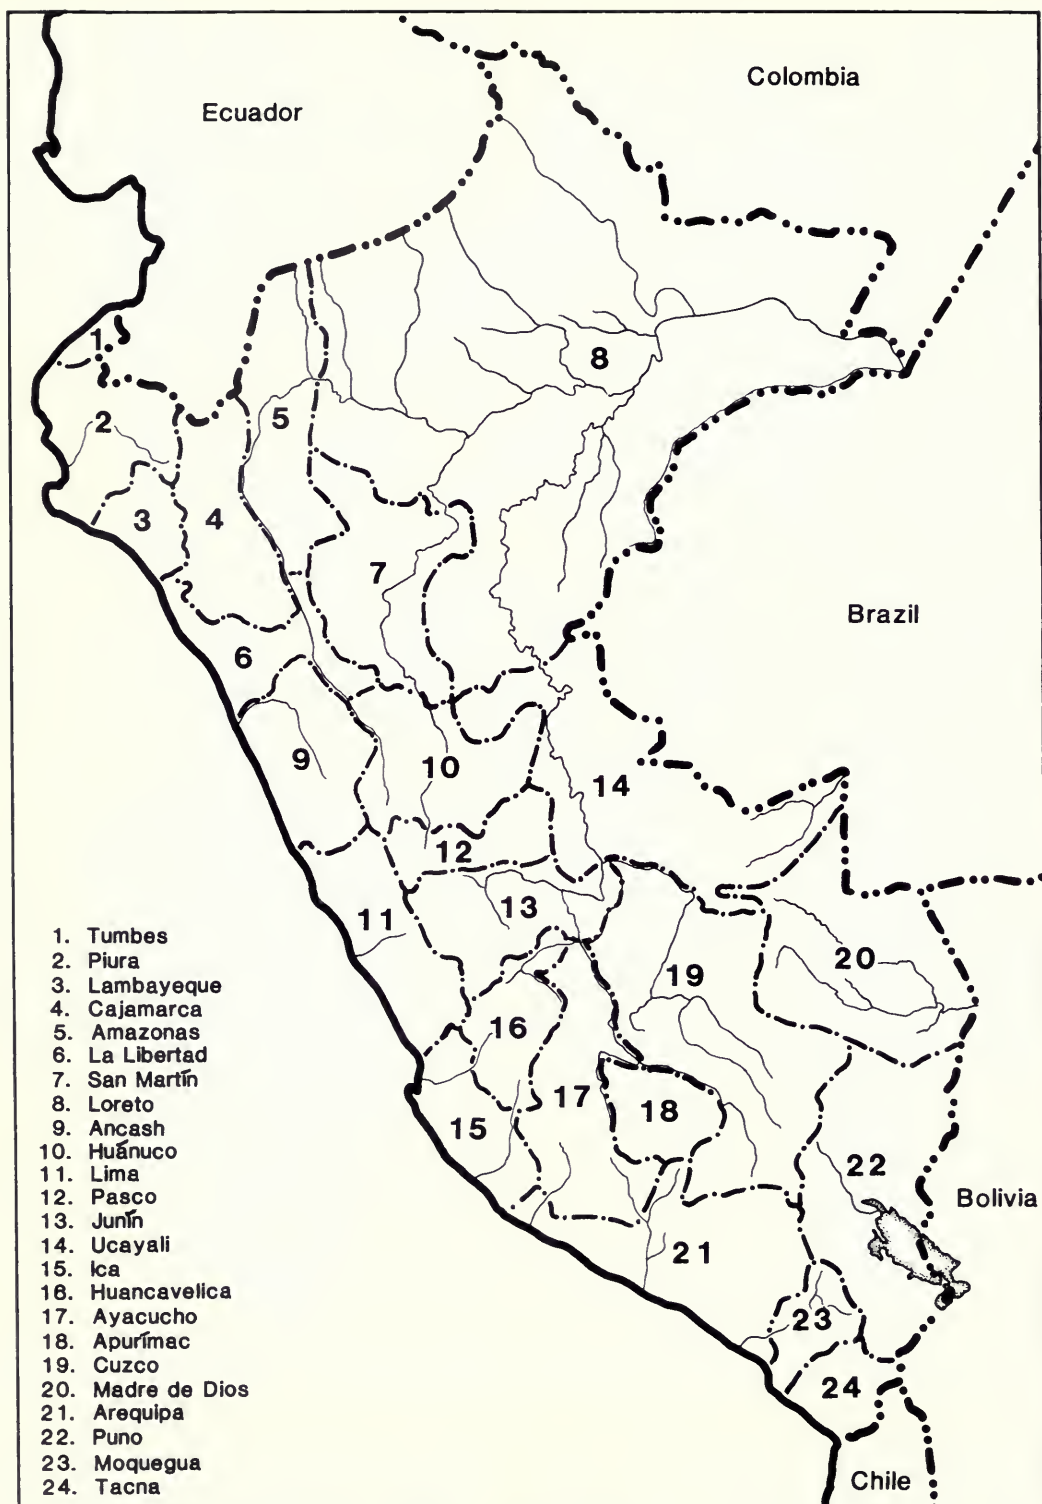 Colombia
Ecuador
1
8
2
5
3
4
7
Brazil
6
9
10
14
12
13
11
20
19
16
17
18
15
22
Bolivia
21
23
24
Chile
1. Tumbes
2. Piura
3. Lambayeque
4. Cajamarca
5. Amazonas
6. La Libertad
7. San Martín
8. Loreto
9. Ancash
10. Huánuco
11. Lima
12. Pasco
13. Junín
14. Ucayali
15. Ica
16. Huancavelica
17. Ayacucho
18. Apurímac
19. Cuzco
20. Madre de Dios
21. Arequipa
22. Puno
23. Moquegua
24. Tacna